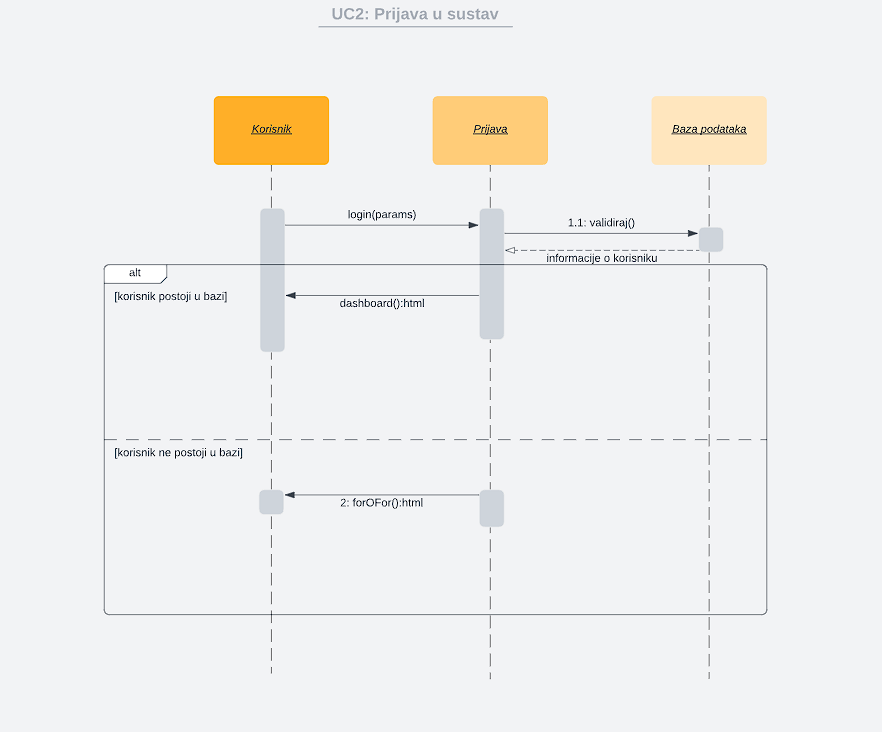 UC2: Prijava u sustav
Korisnik
Prijava
Baza podataka
login(params)
1.1: validiraj()
informacije o korisniku
alt
[korisnik postoji u bazi]
dashboard():html
[korisnik ne postoji u bazi]
2: forOFor():html